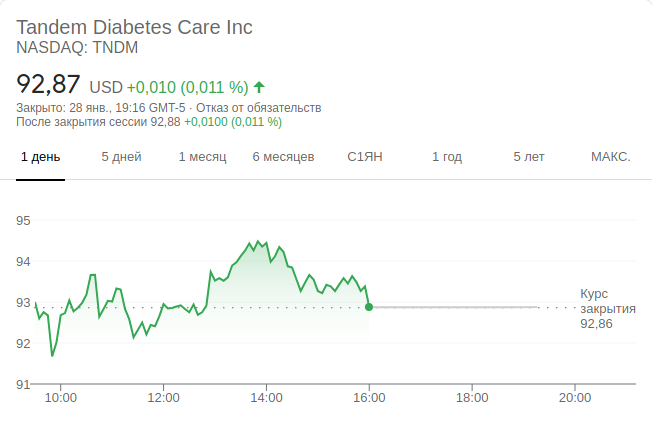 Tandem Diabetes Care Inc
NASDAQ: TNDM
92,87 USD +0,010 (0,011 %)
Закрыто: 28 янв., 19:16 GMT-5 · Отказ от обязательств
После закрытия сессии 92,88 +0,0100 (0,011 %)
1 день 5 дней 1 месяц 6 месяцев С1ЯН 1 год 5 лет МАКС.
95
94
93
92
91
Курс
закрытия
92,86
10:00 12:00 14:00 16:00 18:00 20:00